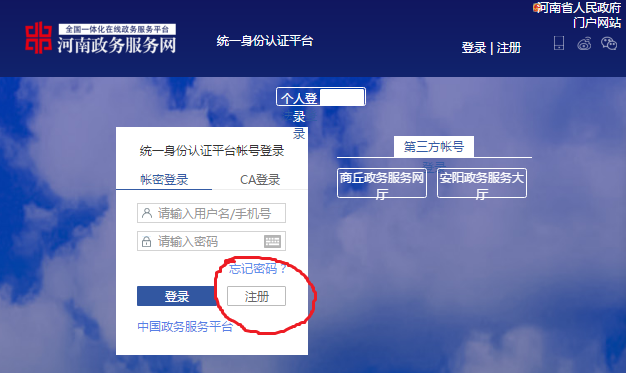 河南省人民政府
门户网站
全国一体化在线政务服务平台
河南政务服务网
统一身份认证平台
登录 | 注册
个人登
录
录
统一身份认证平台帐号登录
帐密登录
CA登录
请输入用户名/手机号
请输入密码
忘记密码？
登录
注册
中国政务服务平台
第三方帐号
登录
商丘政务服务网
厅
安阳政务服务大
厅